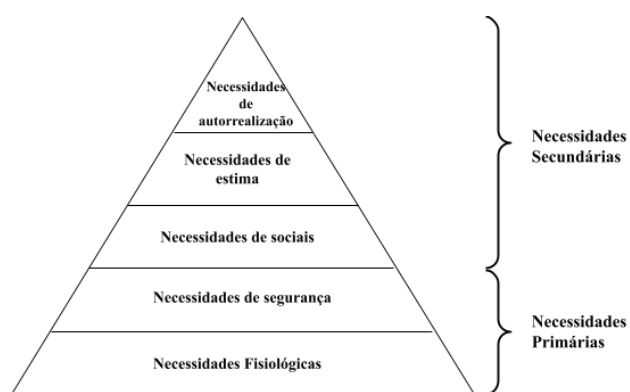 Necessidades
de
autorrealização
Necessidades de
estima
Necessidades de sociais
Necessidades de segurança
Necessidades Fisiológicas
Necessidades
Secundárias
Necessidades
Primárias